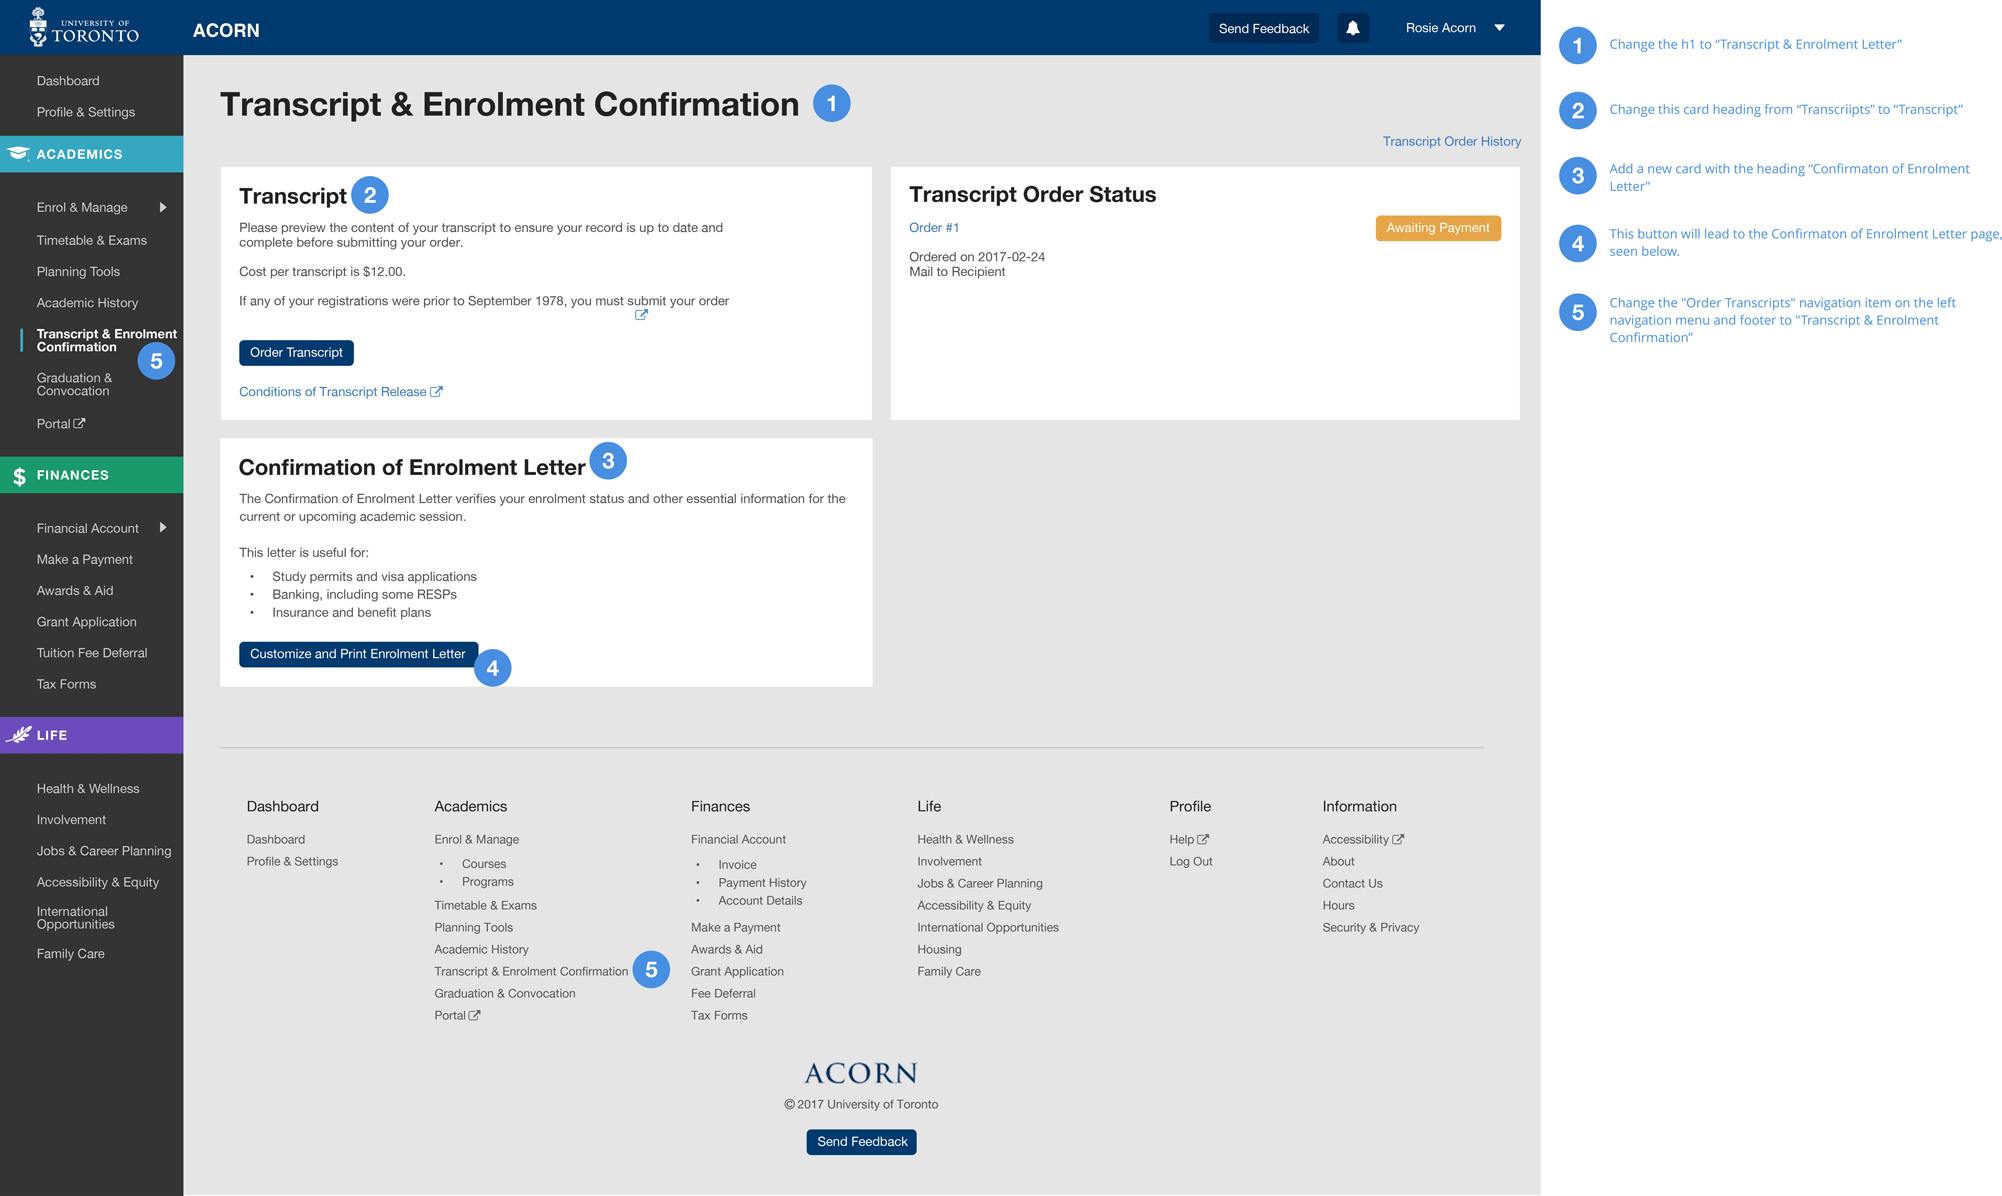 UNIVERSITY OF
TORONTO
ACORN
Send Feedback
Rosie Acorn
Dashboard
Profile & Settings
ACADEMICS
Enrol & Manage
Timetable & Exams
Planning Tools
Academic History
Transcript & Enrolment
Confirmation
5
Graduation &
Convocation
Portal
$ FINANCES
Financial Account
Make a Payment
Awards & Aid
Grant Application
Tuition Fee Deferral
Tax Forms
LIFE
Health & Wellness
Involvement
Jobs & Career Planning
Accessibility & Equity
International
Opportunities
Family Care
Transcript & Enrolment Confirmation 1
Transcript Order History
Transcript 2
Please preview the content of your transcript to ensure your record is up to date and
complete before submitting your order.
Cost per transcript is $12.00.
If any of your registrations were prior to September 1978, you must submit your order
Order Transcript
Conditions of Transcript Release
Transcript Order Status
Order #1
Awaiting Payment
Ordered on 2017-02-24
Mail to Recipient
Confirmation of Enrolment Letter 3
The Confirmation of Enrolment Letter verifies your enrolment status and other essential information for the
current or upcoming academic session.
This letter is useful for:
• Study permits and visa applications
• Banking, including some RESPs
• Insurance and benefit plans
Customize and Print Enrolment Letter
4
Dashboard
Dashboard
Profile & Settings
Academics
Enrol & Manage
• Courses
• Programs
Timetable & Exams
Planning Tools
Academic History
Transcript & Enrolment Confirmation 5
Graduation & Convocation
Portal
Finances
Financial Account
• Invoice
• Payment History
• Account Details
Make a Payment
Awards & Aid
Grant Application
Fee Deferral
Tax Forms
Life
Health & Wellness
Involvement
Jobs & Career Planning
Accessibility & Equity
International Opportunities
Housing
Family Care
Profile
Help
Log Out
Information
Accessibility
About
Contact Us
Hours
Security & Privacy
ACORN
© 2017 University of Toronto
Send Feedback
1 Change the h1 to “Transcript & Enrolment Letter”
2 Change this card heading from “Transcriipts” to “Transcript”
3 Add a new card with the heading “Confirmaton of Enrolment
Letter”
4 This button will lead to the Confirmaton of Enrolment Letter page,
seen below.
5 Change the "Order Transcripts" navigation item on the left
navigation menu and footer to "Transcript & Enrolment
Confirmation”